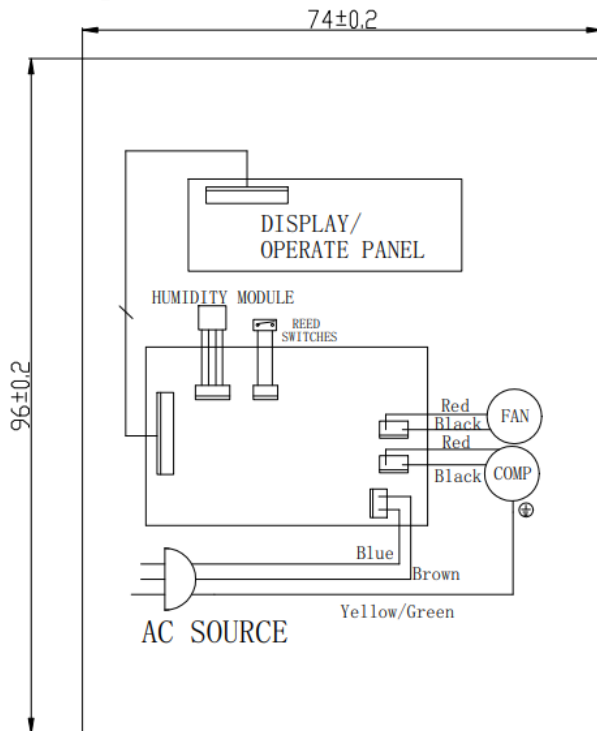 74±0.2
96±0.2
DISPLAY/
OPERATE PANEL
HUMIDITY MODULE
REED
SWITCHES
Red
Black
FAN
Red
Black
COMP
Blue
Brown
Yellow/Green
AC SOURCE